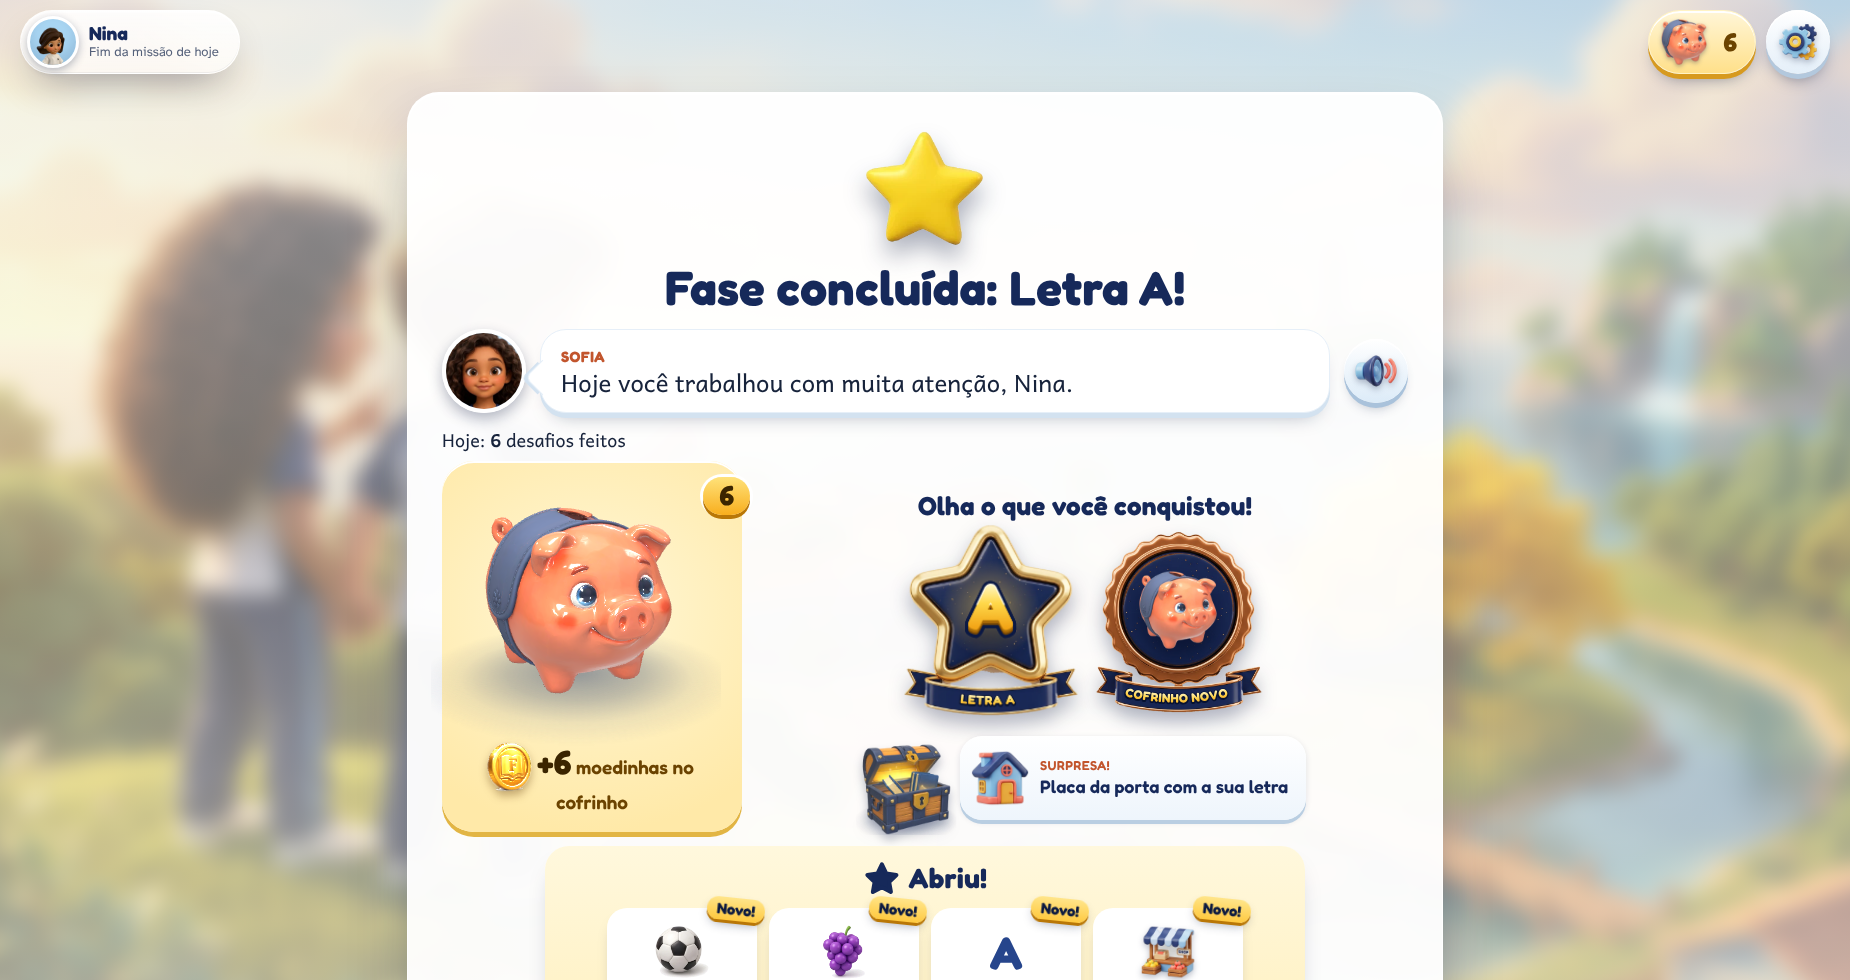 Nina
Fim da missão de hoje
6
Fase concluída: Letra A!
SOFIA
Hoje você trabalhou com muita atenção, Nina.
Hoje: 6 desafios feitos
6
+6 moedinhas no
cofrinho
Olha o que você conquistou!
A
LETRA A
COFRINHO NOVO
F
SURPRESA!
Placa da porta com a sua letra
Abriu!
Novo!
Novo!
Novo!
Novo!
A